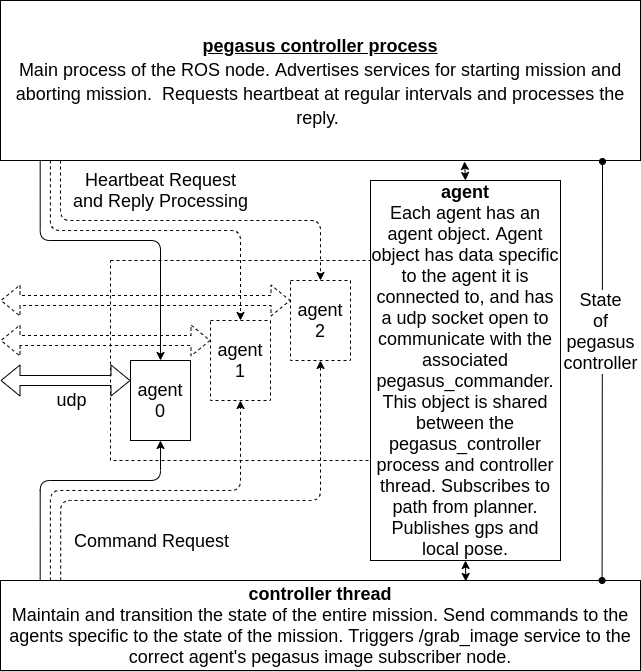 pegasus controller process
Main process of the ROS node. Advertises services for starting mission and
aborting mission.  Requests heartbeat at regular intervals and processes the
reply.
Heartbeat Request
and Reply Processing
agent
Each agent has an
agent object. Agent
object has data specific
to the agent it is
connected to, and has
a udp socket open to
communicate with the
associated
pegasus_commander.
This object is shared
between the
pegasus_controller
process and controller
thread. Subscribes to
path from planner.
Publishes gps and
local pose.
State
of
pegasus
controller
agent
2
agent
1
agent
0
udp
Command Request
controller thread
Maintain and transition the state of the entire mission. Send commands to the
agents specific to the state of the mission. Triggers /grab_image service to the
correct agent's pegasus image subscriber node.